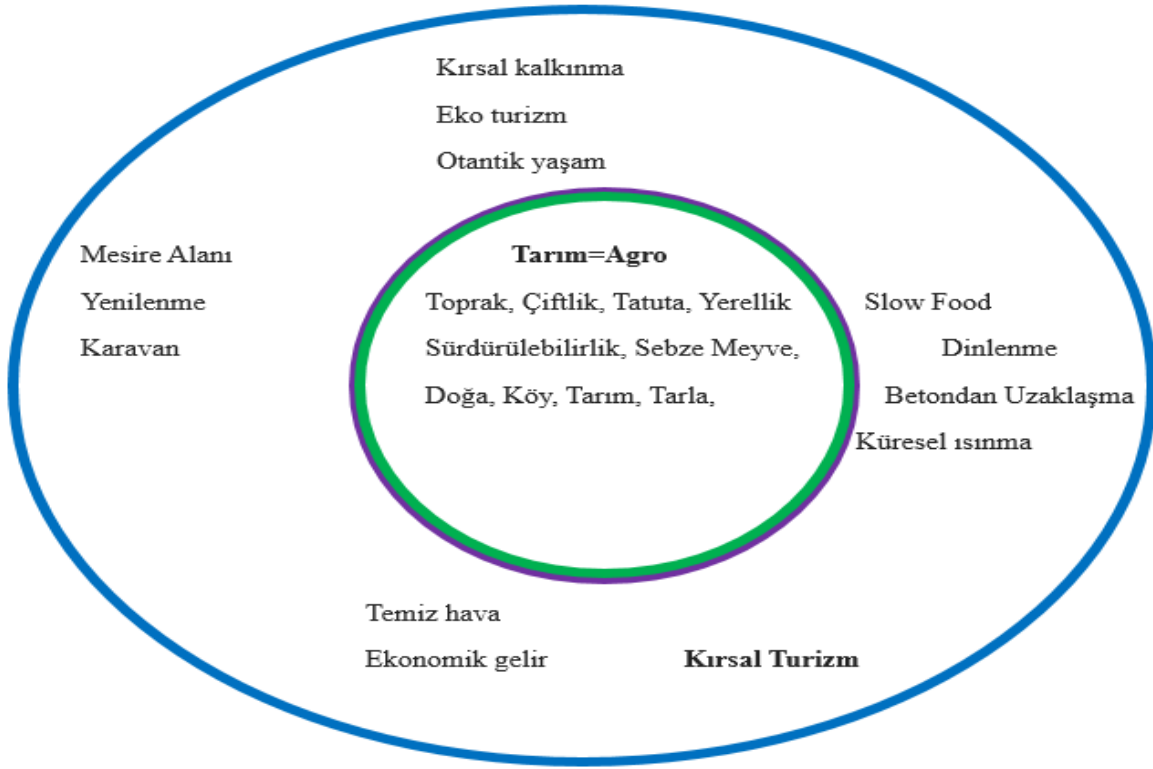 Kırsal kalkınma
Eko turizm
Otantik yaşam
Mesire Alanı
Yenilenme
Karavan
Tarım=Agro
Toprak, Çiftlik, Tatuta, Yerellik
Sürdürülebilirlik, Sebze Meyve,
Doğa, Köy, Tarım, Tarla,
Slow Food
Dinlenme
Betondan Uzaklaşma
Küresel ısınma
Temiz hava
Ekonomik gelir
Kırsal Turizm